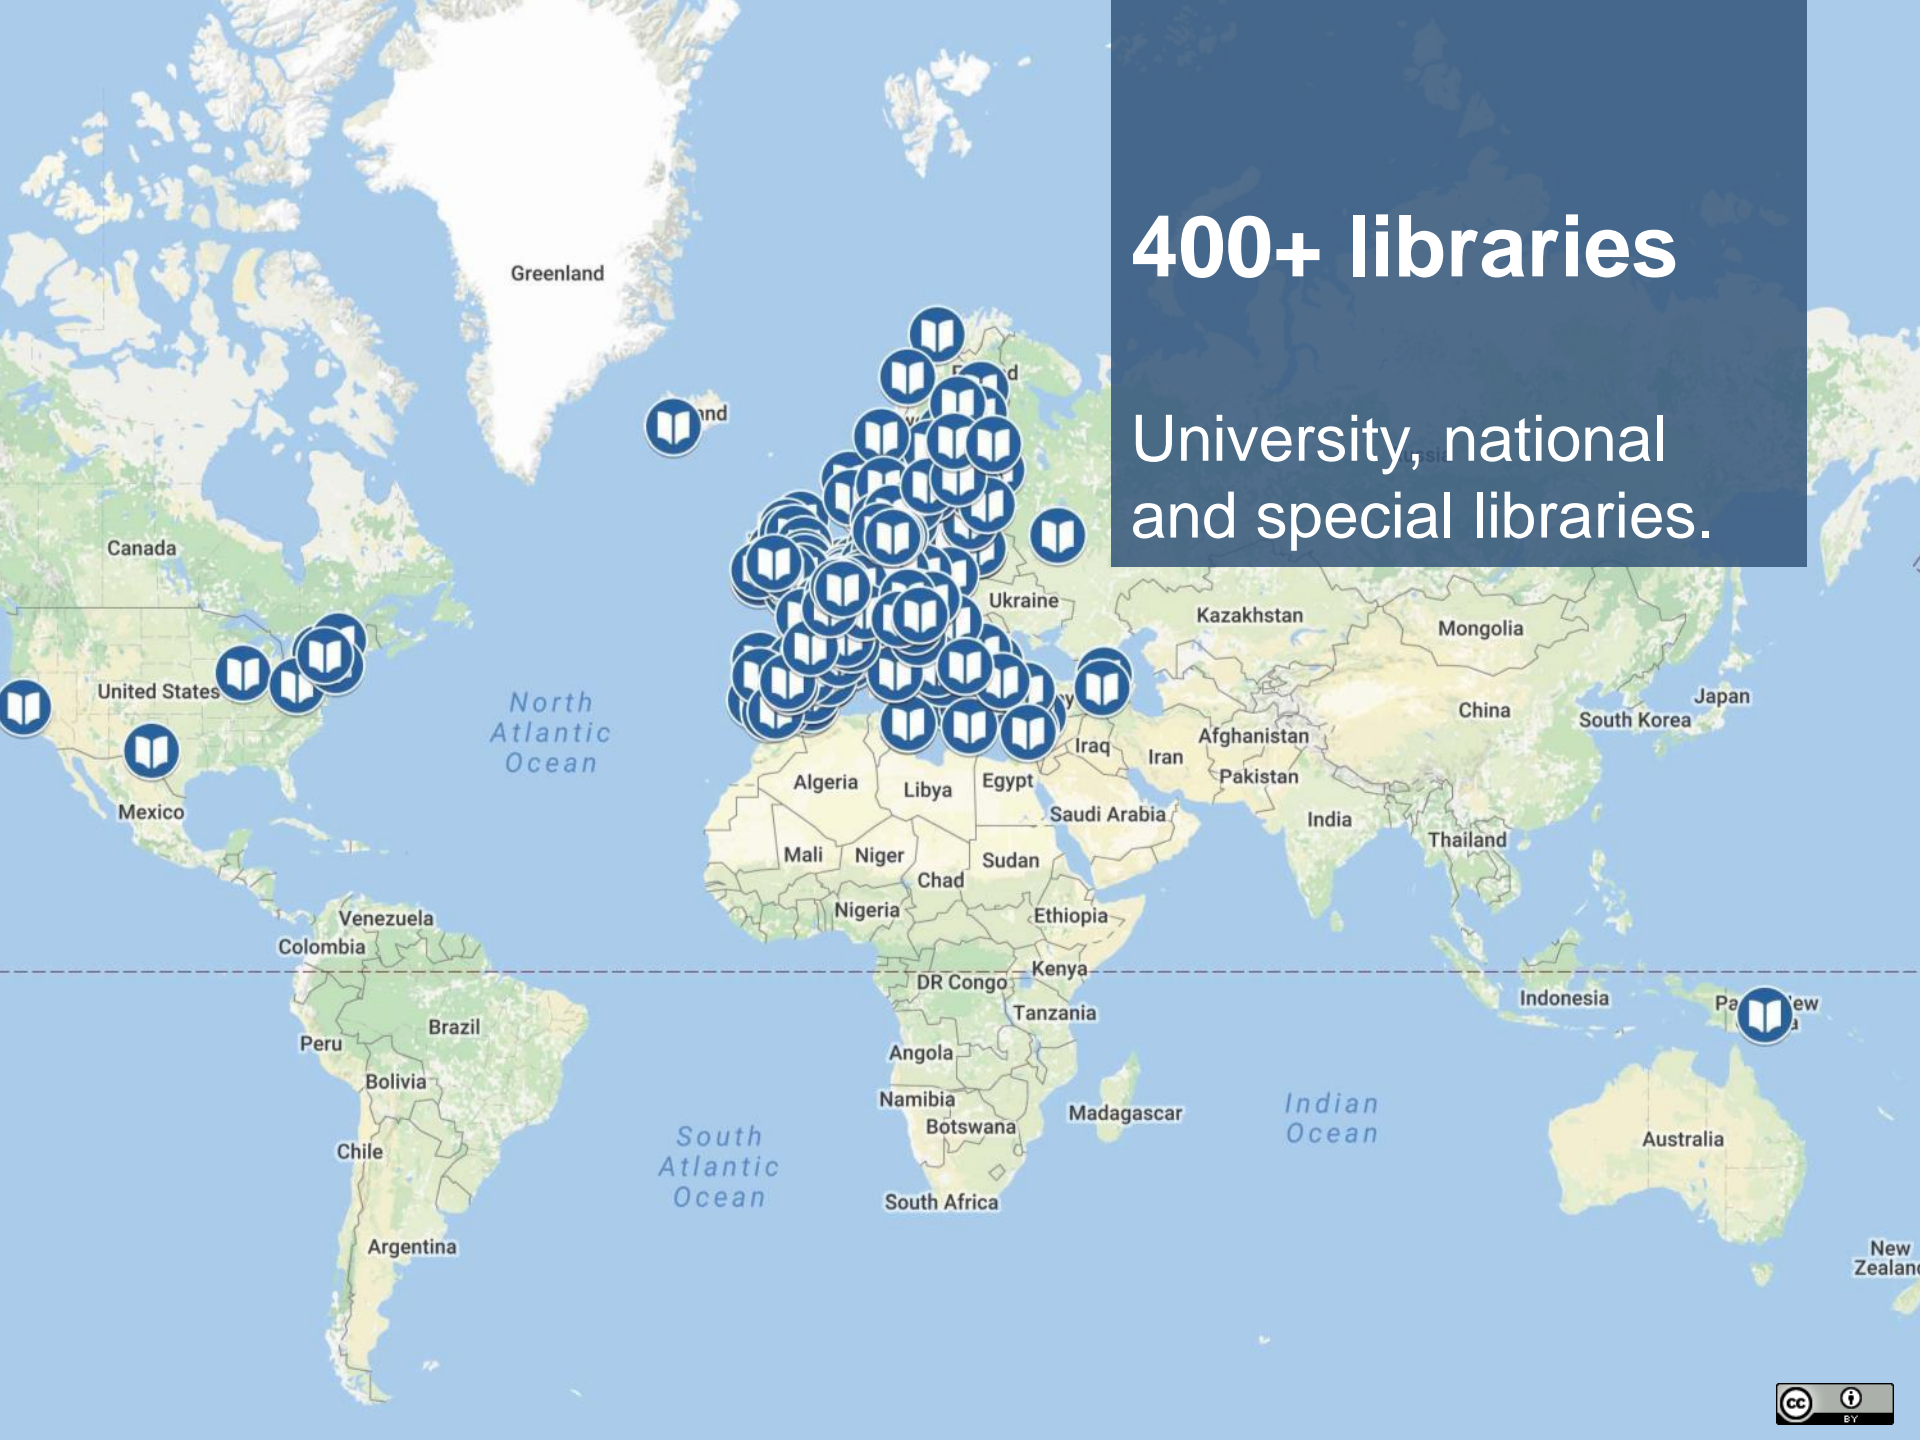 400+ libraries
University, national
and special libraries.
Greenland
Canada
United States
Mexico
North
Atlantic
Ocean
Ukraine
Kazakhstan
Mongolia
China
Japan
South Korea
Afghanistan
Iraq
Iran
Pakistan
Algeria
Libya
Egypt
Saudi Arabia
India
Thailand
Mali
Niger
Sudan
Chad
Nigeria
Ethiopia
Venezuela
Colombia
DR Congo
Kenya
Tanzania
Indonesia
Brazil
Peru
Bolivia
Angola
Namibia
Botswana
Madagascar
Indian
Ocean
Australia
Chile
South
Atlantic
Ocean
South Africa
Argentina
New
Zealan
cc
BY